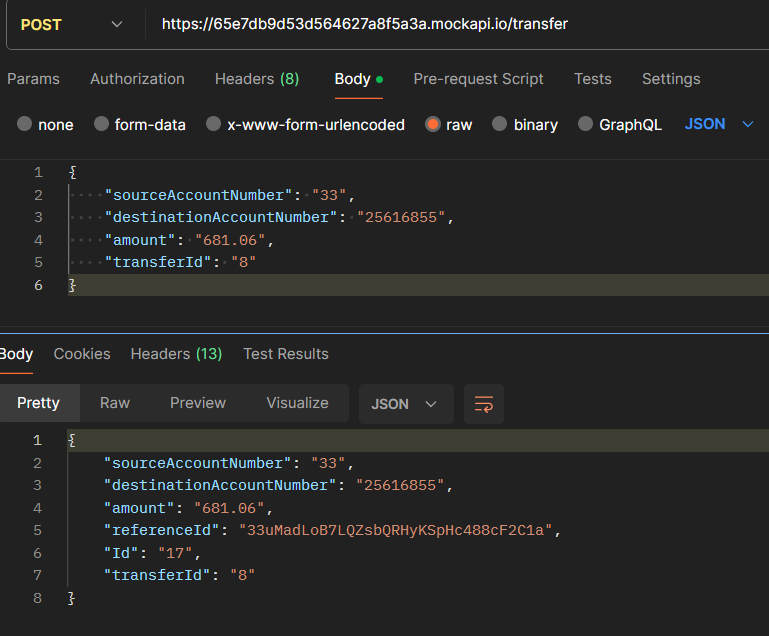 POST https://65e7db9d53d564627a8f5a3a.mockapi.io/transfer
Params Authorization Headers (8) Body Pre-request Script Tests Settings
none form-data x-www-form-urlencoded raw binary GraphQL JSON
1 {
2 "sourceAccountNumber": "33",
3 "destinationAccountNumber": "25616855",
4 "amount": "681.06",
5 "transferId": "8"
6 }
Body Cookies Headers (13) Test Results
Pretty Raw Preview Visualize JSON
1 {
2 "sourceAccountNumber": "33",
3 "destinationAccountNumber": "25616855",
4 "amount": "681.06",
5 "referenceId": "33uMadLoB7LQZsbQRHyKSpHc488cF2C1a",
6 "Id": "17",
7 "transferId": "8"
8 }